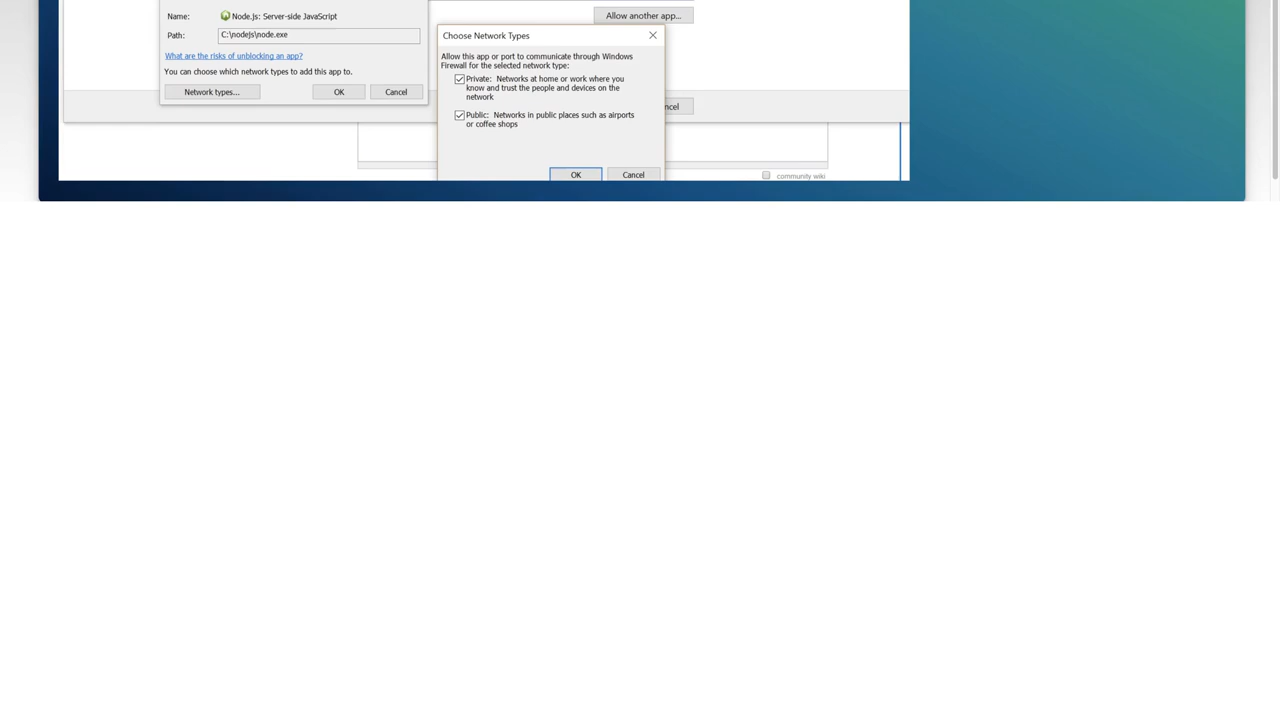 Name: Node.js: Server-side JavaScript
Allow another app...
Path: C:\nodejs\node.exe
What are the risks of unblocking an app?
You can choose which network types to add this app to.
Network types... OK Cancel
Choose Network Types
Allow this app or port to communicate through Windows
Firewall for the selected network type:
Private: Networks at home or work where you
know and trust the people and devices on the
network
Public: Networks in public places such as airports
or coffee shops
OK Cancel
ncel
community wiki